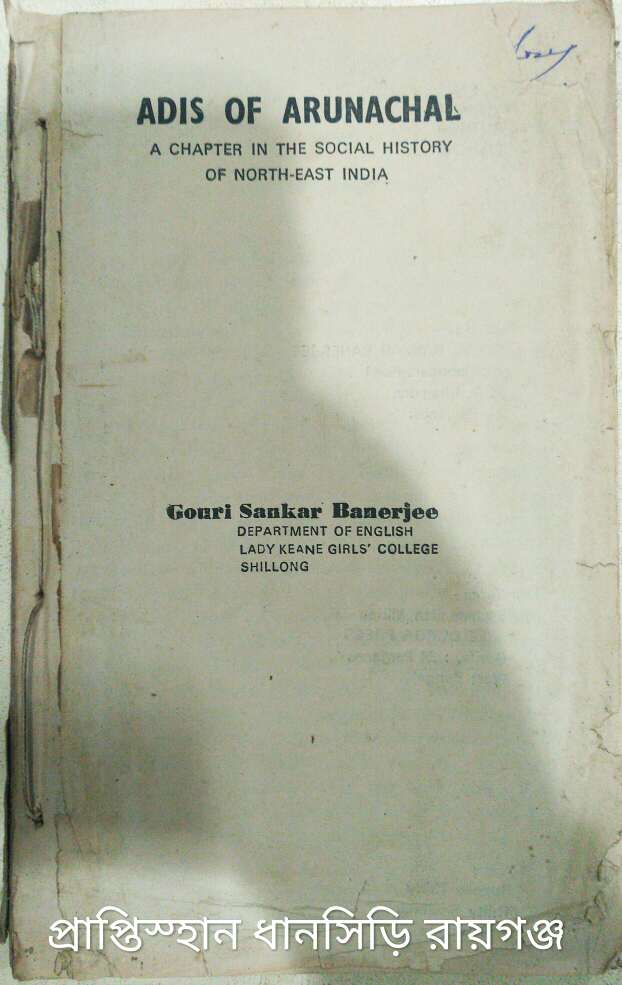 ADIS OF ARUNACHAL
A CHAPTER IN THE SOCIAL HISTORY
OF NORTH-EAST INDIA
Gouri Sankar Banerjee
DEPARTMENT OF ENGLISH
LADY KEANE GIRLS' COLLEGE
SHILLONG
প্রাপ্তিস্হান ধানসিড়ি রায়গঞ্জ